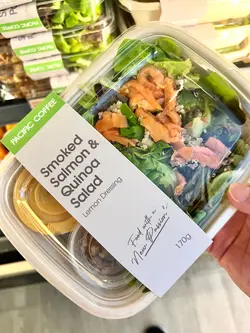 PACIFIC COFFEE
Smoked
Salmon &
Quinoa
Salad
Lemon Dressing
Food with a
New Passion
170g